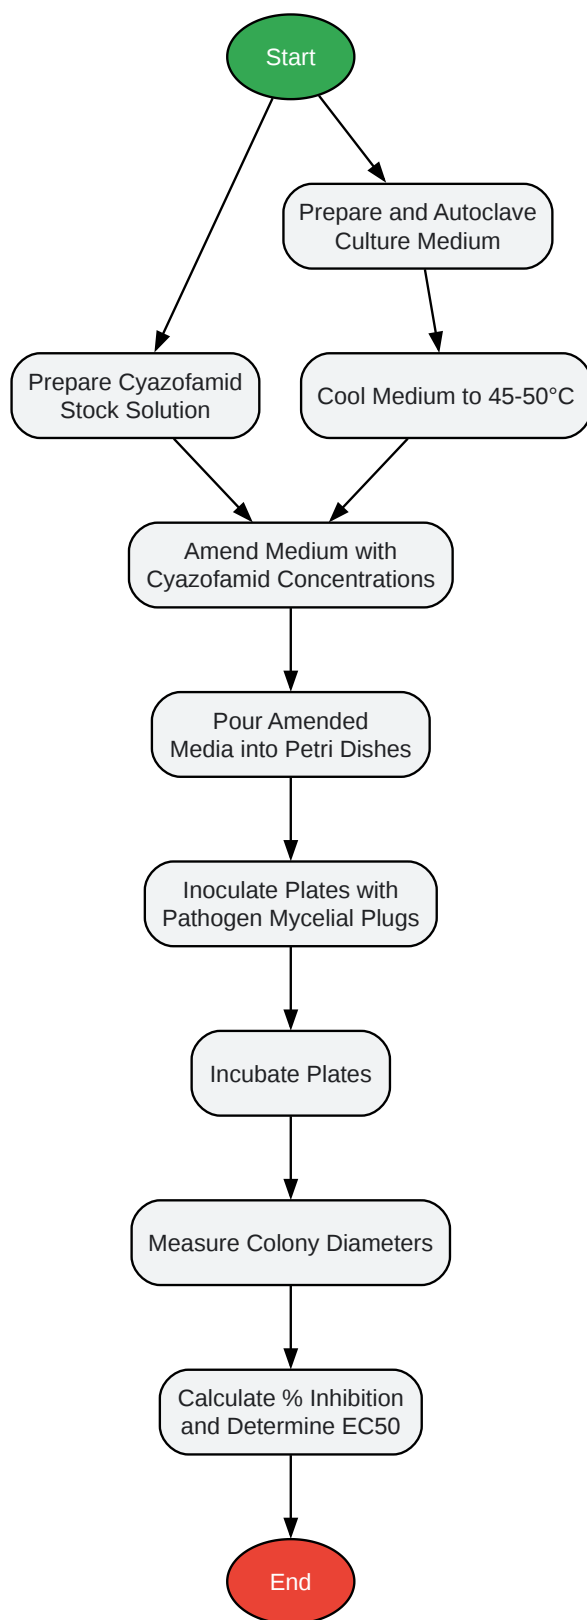 Start
Prepare and Autoclave
Culture Medium
Prepare Cyazofamid
Stock Solution
Cool Medium to 45-50°C
Amend Medium with
Cyazofamid Concentrations
Pour Amended
Media into Petri Dishes
Inoculate Plates with
Pathogen Mycelial Plugs
Incubate Plates
Measure Colony Diameters
Calculate % Inhibition
and Determine EC50
End